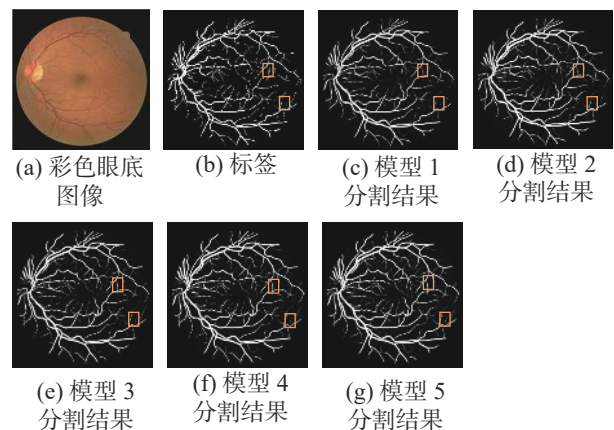 (a) 彩色眼底
图像
(b) 标签
(c) 模型 1
分割结果
(d) 模型 2
分割结果
(e) 模型 3
分割结果
(f) 模型 4
分割结果
(g) 模型 5
分割结果